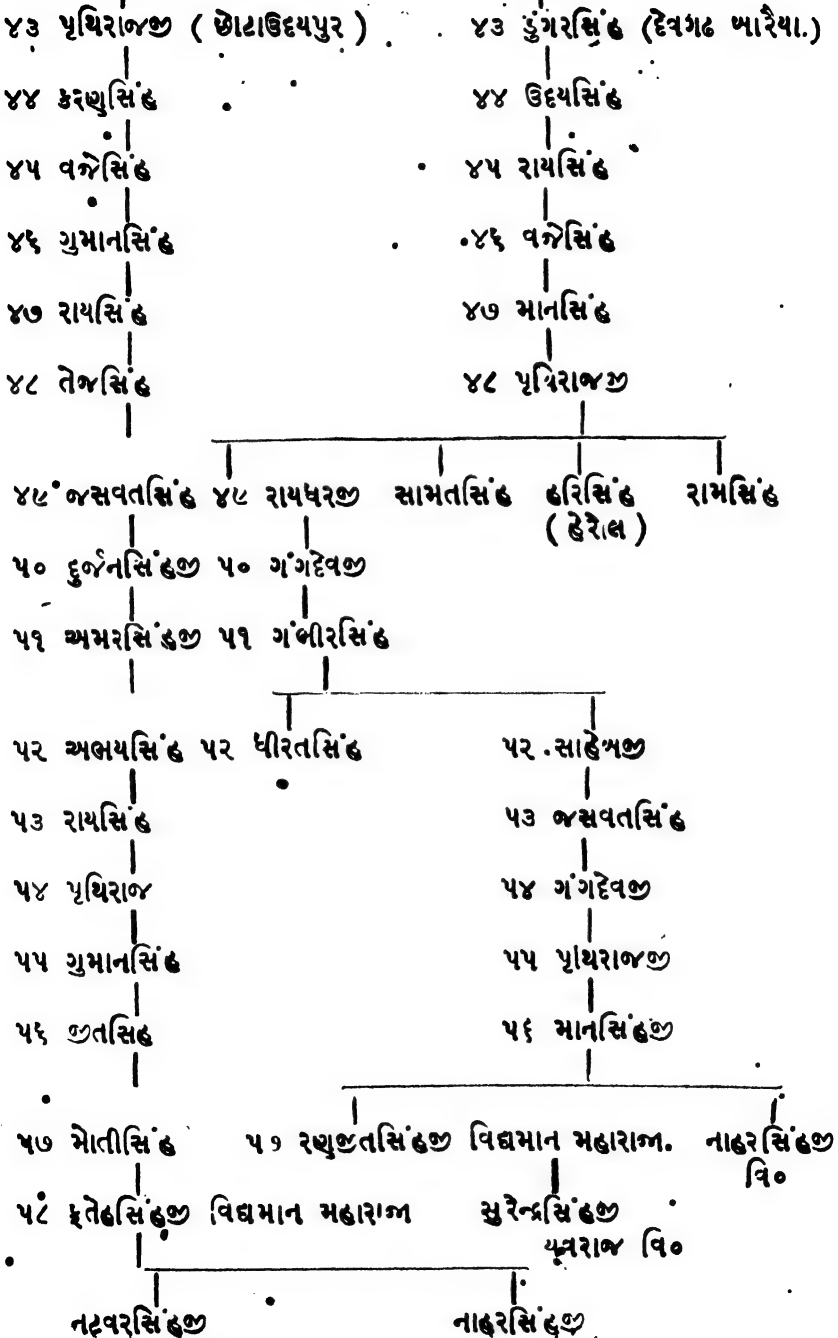 ૪૩ પૃથિરાજજી ( છોટાઉદયપુર ) ૪૩ ડુંગરસિંહ (દેવગઢ બારૈયા.)
૪૪ કરણસિંહ ૪૪ ઉદયસિંહ
૪૫ વજેસિંહ ૪૫ રાયસિંહ
૪૬ ગુમાનસિંહ ૪૬ વજેસિંહ
૪૭ રાયસિંહ ૪૭ માનસિંહ
૪૮ તેજસિંહ ૪૮ પૃથિરાજજી
૪૯ જસવતસિંહ ૪૯ રાયધરજી સામતસિંહ હરિસિંહ રામસિંહ
( હેરોલ )
૫૦ દુર્જનસિંહજી ૫૦ ગંગદેવજી
૫૧ અમરસિંહજી ૫૧ ગંભીરસિંહ
૫૨ અભયસિંહ ૫૨ ધીરતસિંહ ૫૨ સાહેબજી
૫૩ રાયસિંહ ૫૩ જસવતસિંહ
૫૪ પૃથિરાજ ૫૪ ગંગદેવજી
૫૫ ગુમાનસિંહ ૫૫ પૃથિરાજજી
૫૬ જીતસિંહ ૫૬ માનસિંહજી
૫૭ મોતીસિંહ ૫૭ રણજીતસિંહજી વિદ્યમાન મહારાજા. નાહરસિંહજી
વિ૦
૫૮ ફતેહસિંહજી વિદ્યમાન મહારાજા સુરેન્દ્રસિંહજી
યૂવરાજ વિ૦
નટવરસિંહજી નાહરસિંહજી